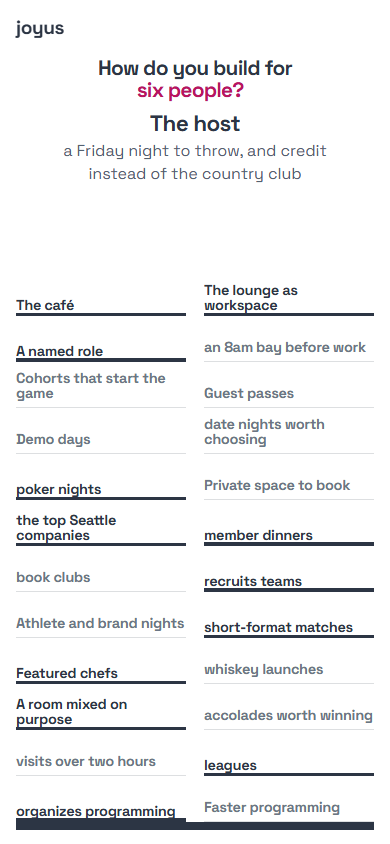 joyus
How do you build for
six people?
The host
a Friday night to throw, and credit
instead of the country club
The café
The lounge as
workspace
A named role
an 8am bay before work
Cohorts that start the
game
Guest passes
Demo days
date nights worth
choosing
poker nights
Private space to book
the top Seattle
companies
member dinners
book clubs
recruits teams
Athlete and brand nights
short-format matches
Featured chefs
whiskey launches
A room mixed on
purpose
accolades worth winning
visits over two hours
leagues
organizes programming
Faster programming